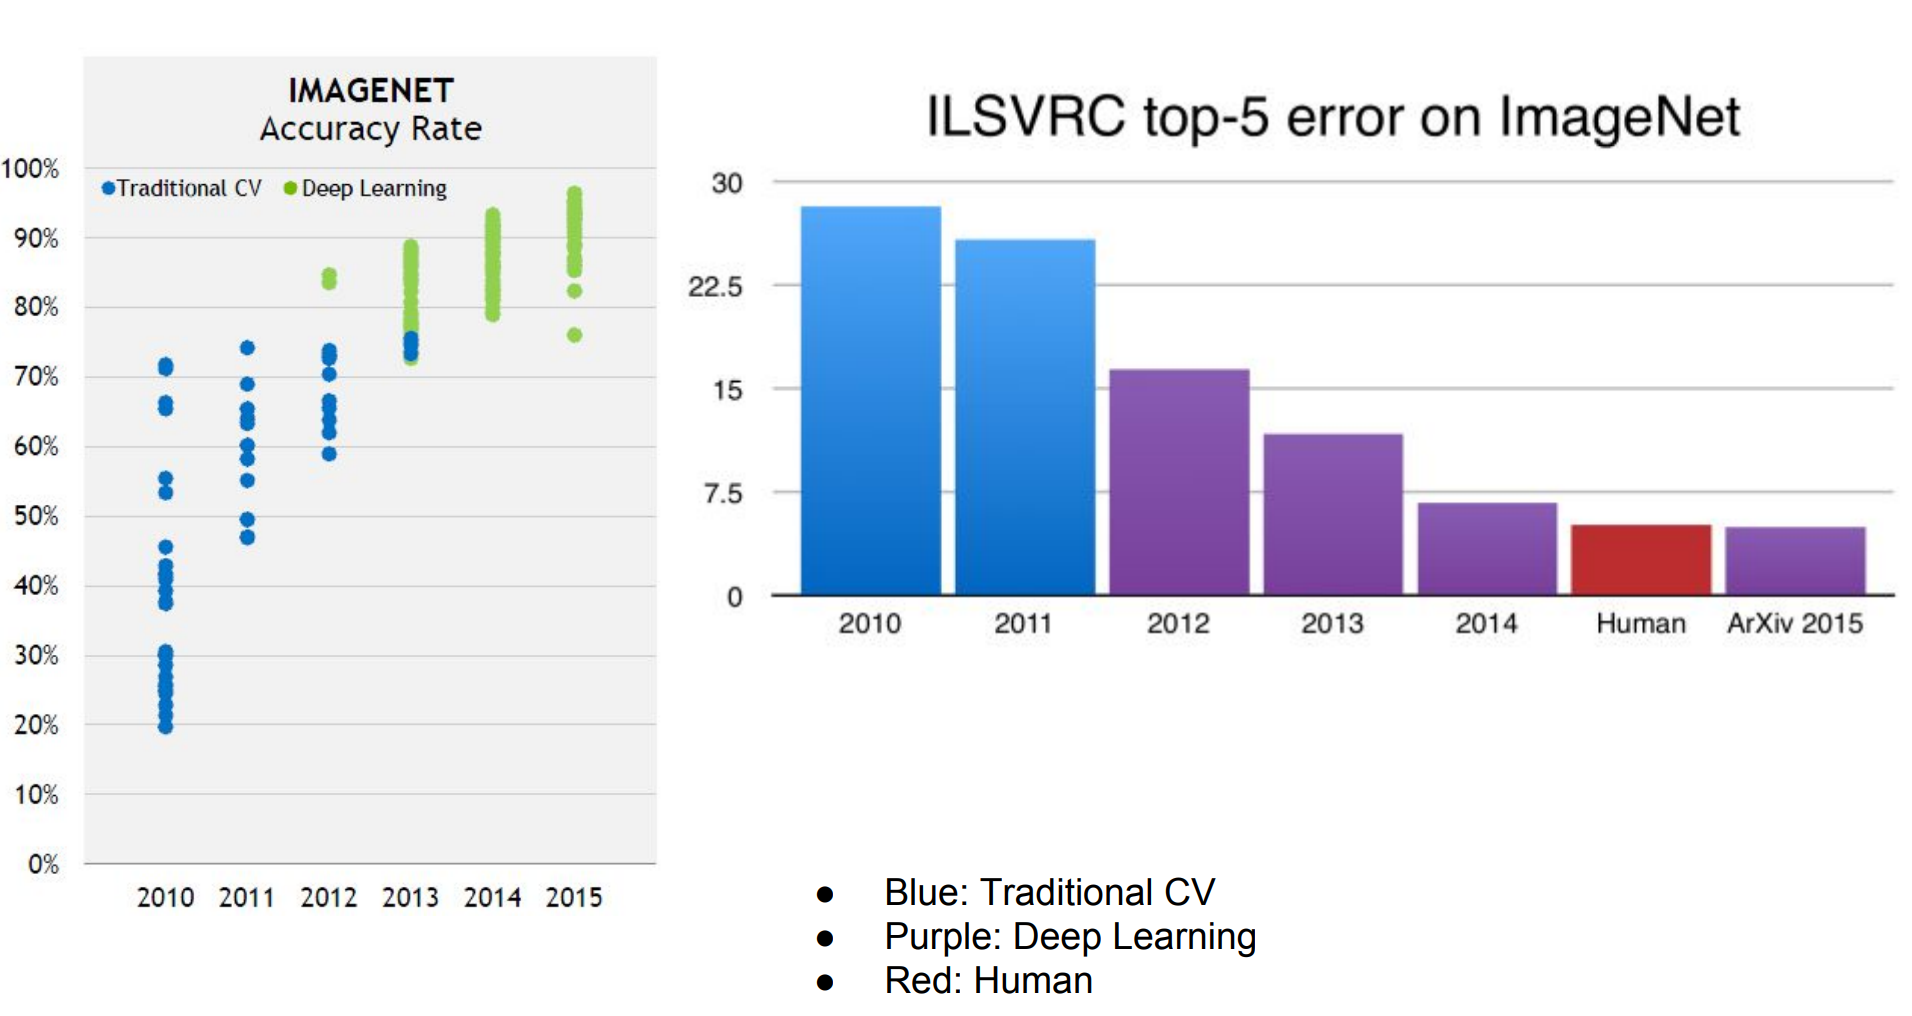 IMAGENET
Accuracy Rate
100%
Traditional CV Deep Learning
90%
80%
70%
60%
50%
40%
30%
20%
10%
0%
2010 2011 2012 2013 2014 2015
ILSVRC top-5 error on ImageNet
30
22.5
15
7.5
0
2010 2011 2012 2013 2014 Human ArXiv 2015
● Blue: Traditional CV
● Purple: Deep Learning
● Red: Human